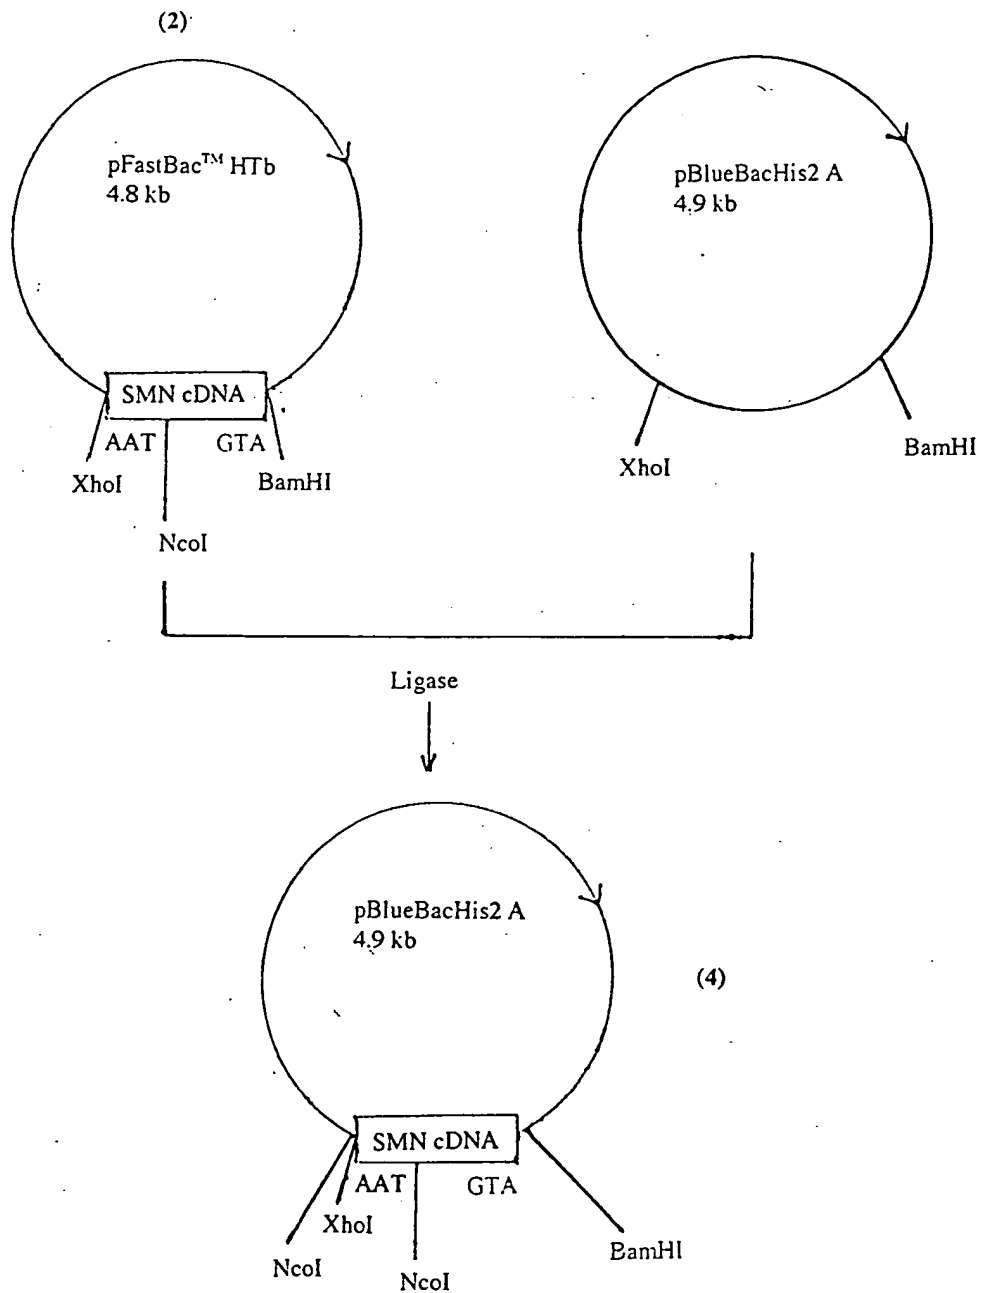 (2)
pFastBac™ HTb
4.8 kb
pBlueBacHis2 A
4.9 kb
SMN cDNA
AAT
GTA
XhoI
BamHI
NcoI
XhoI
BamHI
Ligase
pBlueBacHis2 A
4.9 kb
(4)
SMN cDNA
AAT
GTA
XhoI
NcoI
NcoI
BamHI